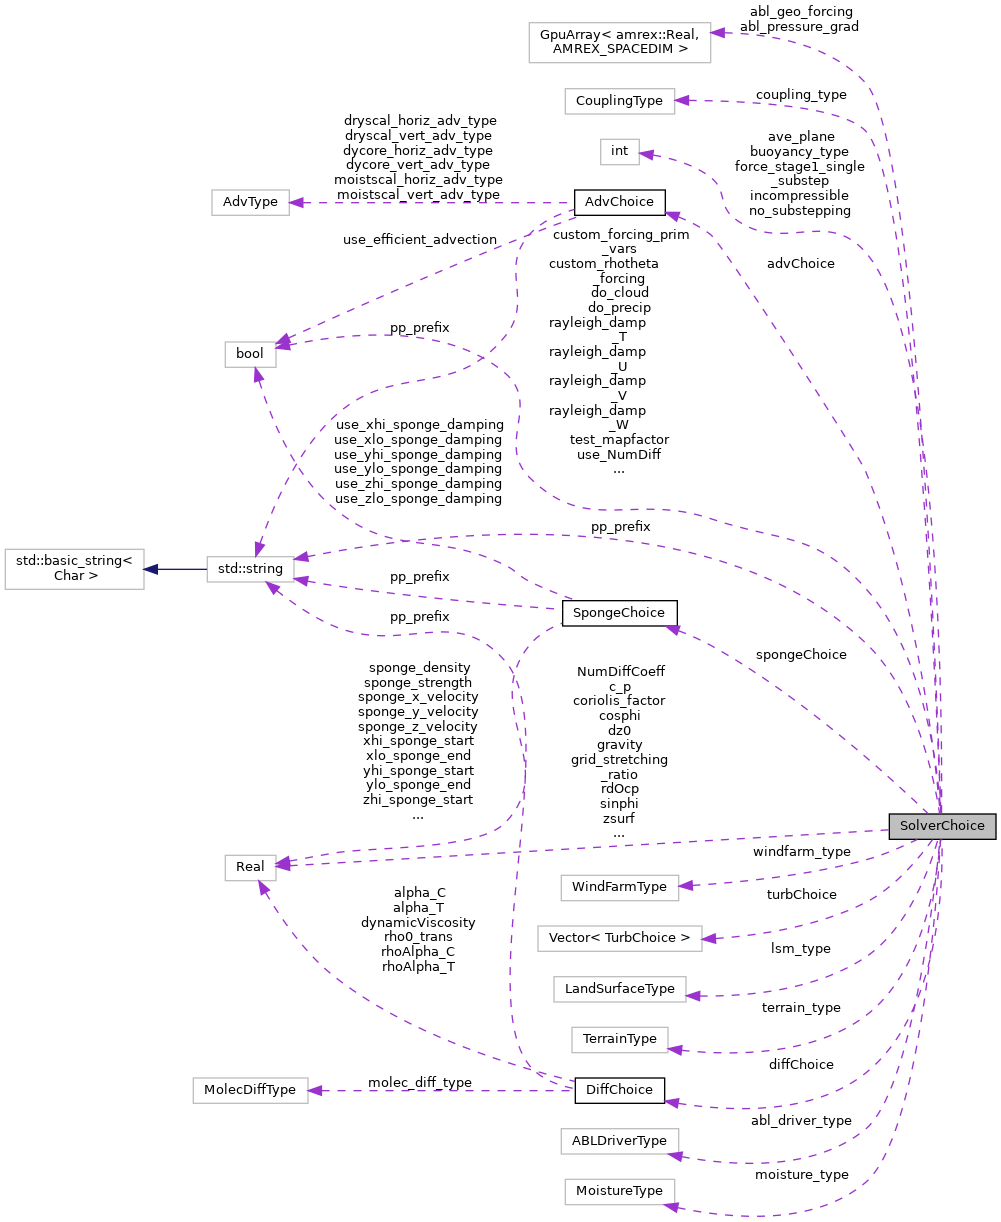 abl_geo_forcing
abl_pressure_grad
GpuArray< amrex::Real,
AMREX_SPACEDIM >
coupling_type
CouplingType
ave_plane
buoyancy_type
force_stage1_single
_substep
incompressible
no_substepping
int
dryscal_horiz_adv_type
dryscal_vert_adv_type
dycore_horiz_adv_type
dycore_vert_adv_type
moistscal_horiz_adv_type
moistscal_vert_adv_type
AdvType
AdvChoice
use_efficient_advection
custom_forcing_prim
_vars
custom_rhotheta
_forcing
do_cloud
do_precip
rayleigh_damp
_T
rayleigh_damp
_U
rayleigh_damp
_V
rayleigh_damp
_W
test_mapfactor
use_NumDiff
...
advChoice
pp_prefix
bool
use_xhi_sponge_damping
use_xlo_sponge_damping
use_yhi_sponge_damping
use_ylo_sponge_damping
use_zhi_sponge_damping
use_zlo_sponge_damping
pp_prefix
std::basic_string<
Char >
std::string
pp_prefix
SpongeChoice
pp_prefix
spongeChoice
sponge_density
sponge_strength
sponge_x_velocity
sponge_y_velocity
sponge_z_velocity
xhi_sponge_start
xlo_sponge_end
yhi_sponge_start
ylo_sponge_end
zhi_sponge_start
...
NumDiffCoeff
c_p
coriolis_factor
cosphi
dz0
gravity
grid_stretching
_ratio
rdOcp
sinphi
zsurf
...
SolverChoice
Real
windfarm_type
WindFarmType
turbChoice
alpha_C
alpha_T
dynamicViscosity
rho0_trans
rhoAlpha_C
rhoAlpha_T
Vector< TurbChoice >
lsm_type
LandSurfaceType
terrain_type
TerrainType
diffChoice
molec_diff_type
MolecDiffType
DiffChoice
abl_driver_type
ABLDriverType
moisture_type
MoistureType